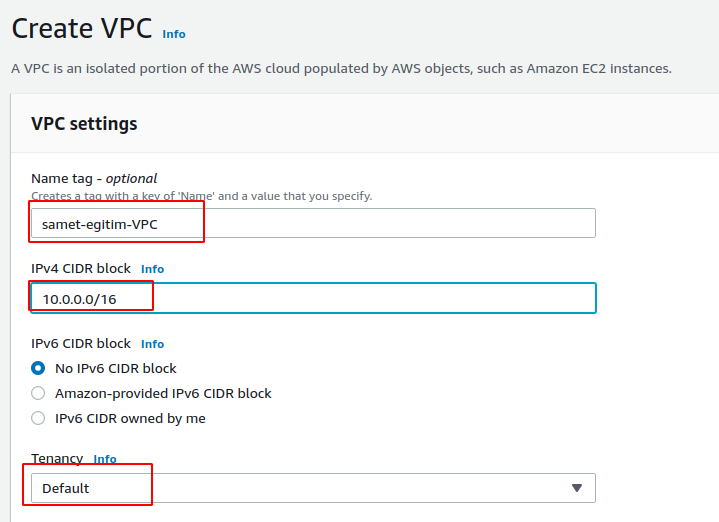 Create VPC Info
A VPC is an isolated portion of the AWS cloud populated by AWS objects, such as Amazon EC2 instances.
VPC settings
Name tag - optional
Creates a tag with a key of 'Name' and a value that you specify.
samet-egitim-VPC
IPv4 CIDR block Info
10.0.0.0/16
IPv6 CIDR block Info
No IPv6 CIDR block
Amazon-provided IPv6 CIDR block
IPv6 CIDR owned by me
Tenancy Info
Default